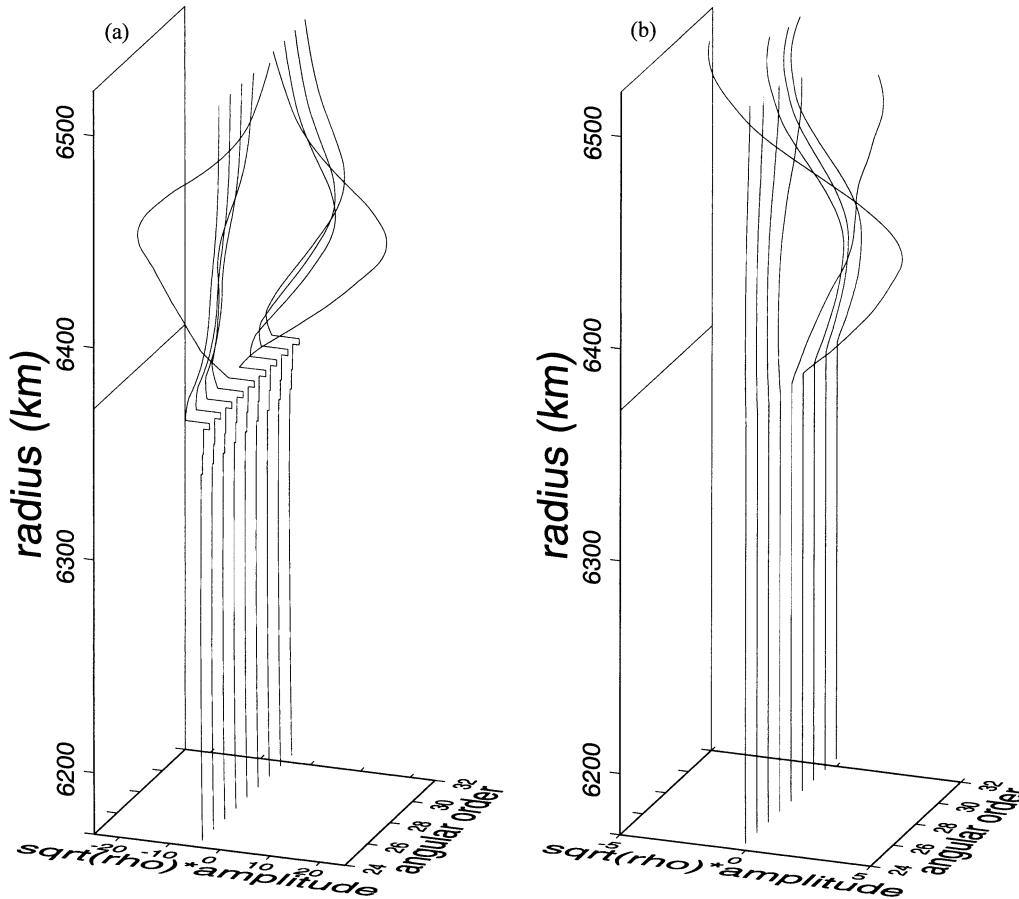 (a)
6500
6400
6300
6200
radius (km)
-20 -10 0 10 20
sqrt(rho)*amplitude
24 26 28 30 32
angular order
(b)
6500
6400
6300
6200
radius (km)
-5 0 5
sqrt(rho)*amplitude
24 26 28 30 32
angular order